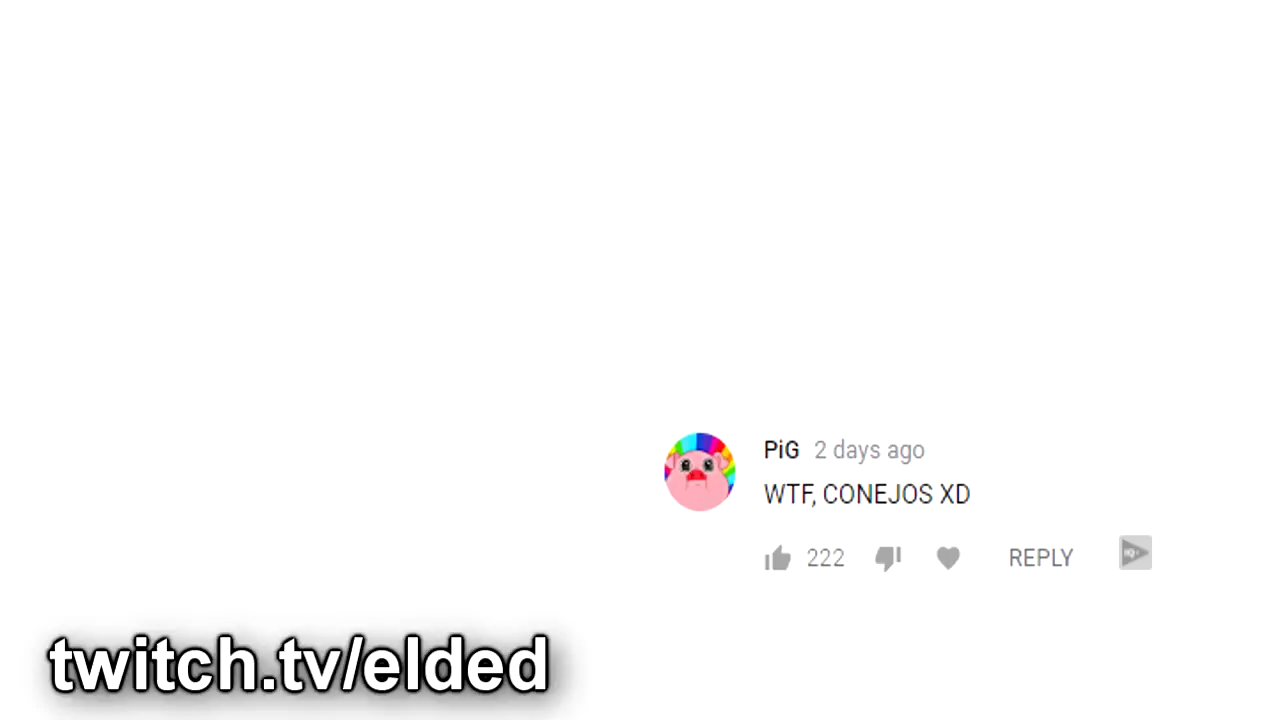 PiG 2 days ago
WTF, CONEJOS XD
222 REPLY
twitch.tv/elded